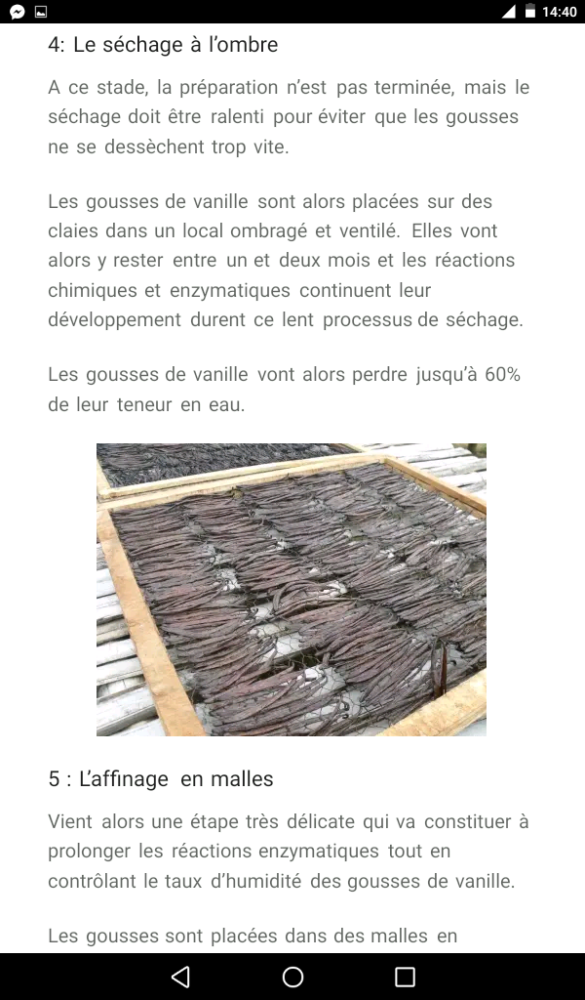 14:40
4: Le séchage à l'ombre
A ce stade, la préparation n'est pas terminée, mais le
séchage doit être ralenti pour éviter que les gousses
ne se dessèchent trop vite.
Les gousses de vanille sont alors placées sur des
claies dans un local ombragé et ventilé. Elles vont
alors y rester entre un et deux mois et les réactions
chimiques et enzymatiques continuent leur
développement durent ce lent processus de séchage.
Les gousses de vanille vont alors perdre jusqu'à 60%
de leur teneur en eau.
5 : L'affinage en malles
Vient alors une étape très délicate qui va constituer à
prolonger les réactions enzymatiques tout en
contrôlant le taux d'humidité des gousses de vanille.
Les gousses sont placées dans des malles en